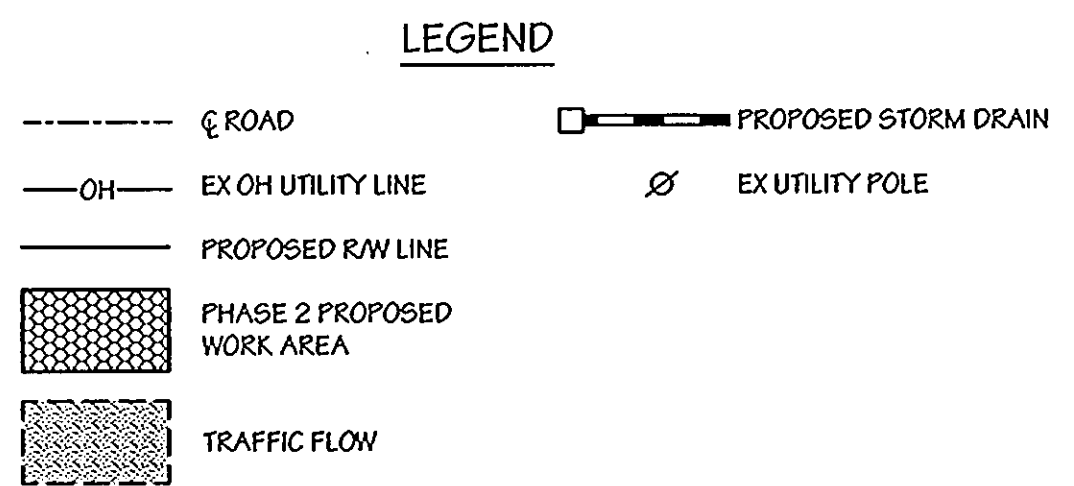 LEGEND
℄ ROAD
OH
EX OH UTILITY LINE
PROPOSED R/W LINE
PHASE 2 PROPOSED
WORK AREA
TRAFFIC FLOW
PROPOSED STORM DRAIN
EX UTILITY POLE